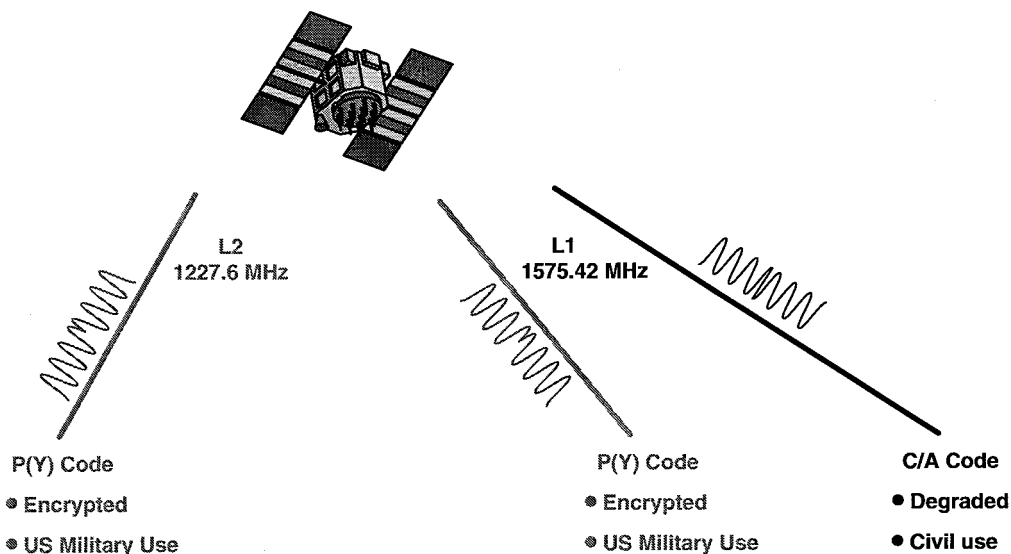 L2
1227.6 MHz
L1
1575.42 MHz
P(Y) Code
• Encrypted
• US Military Use
P(Y) Code
• Encrypted
• US Military Use
C/A Code
• Degraded
• Civil use